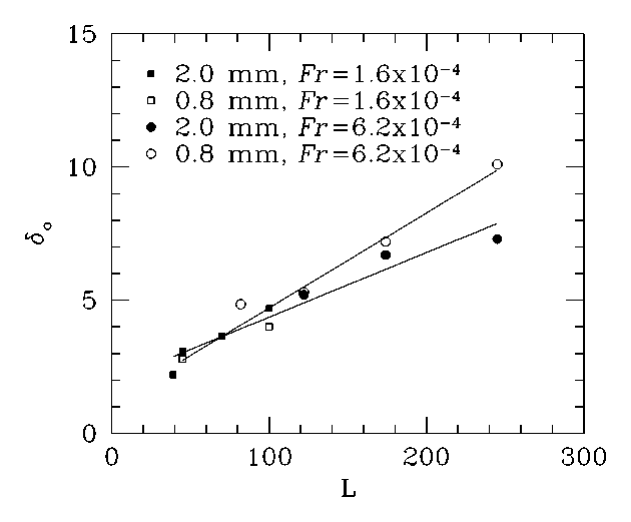 15
2.0 mm, Fr=1.6x10⁻⁴
0.8 mm, Fr=1.6x10⁻⁴
2.0 mm, Fr=6.2x10⁻⁴
0.8 mm, Fr=6.2x10⁻⁴
10
δₒ
5
0
0 100 200 300
L